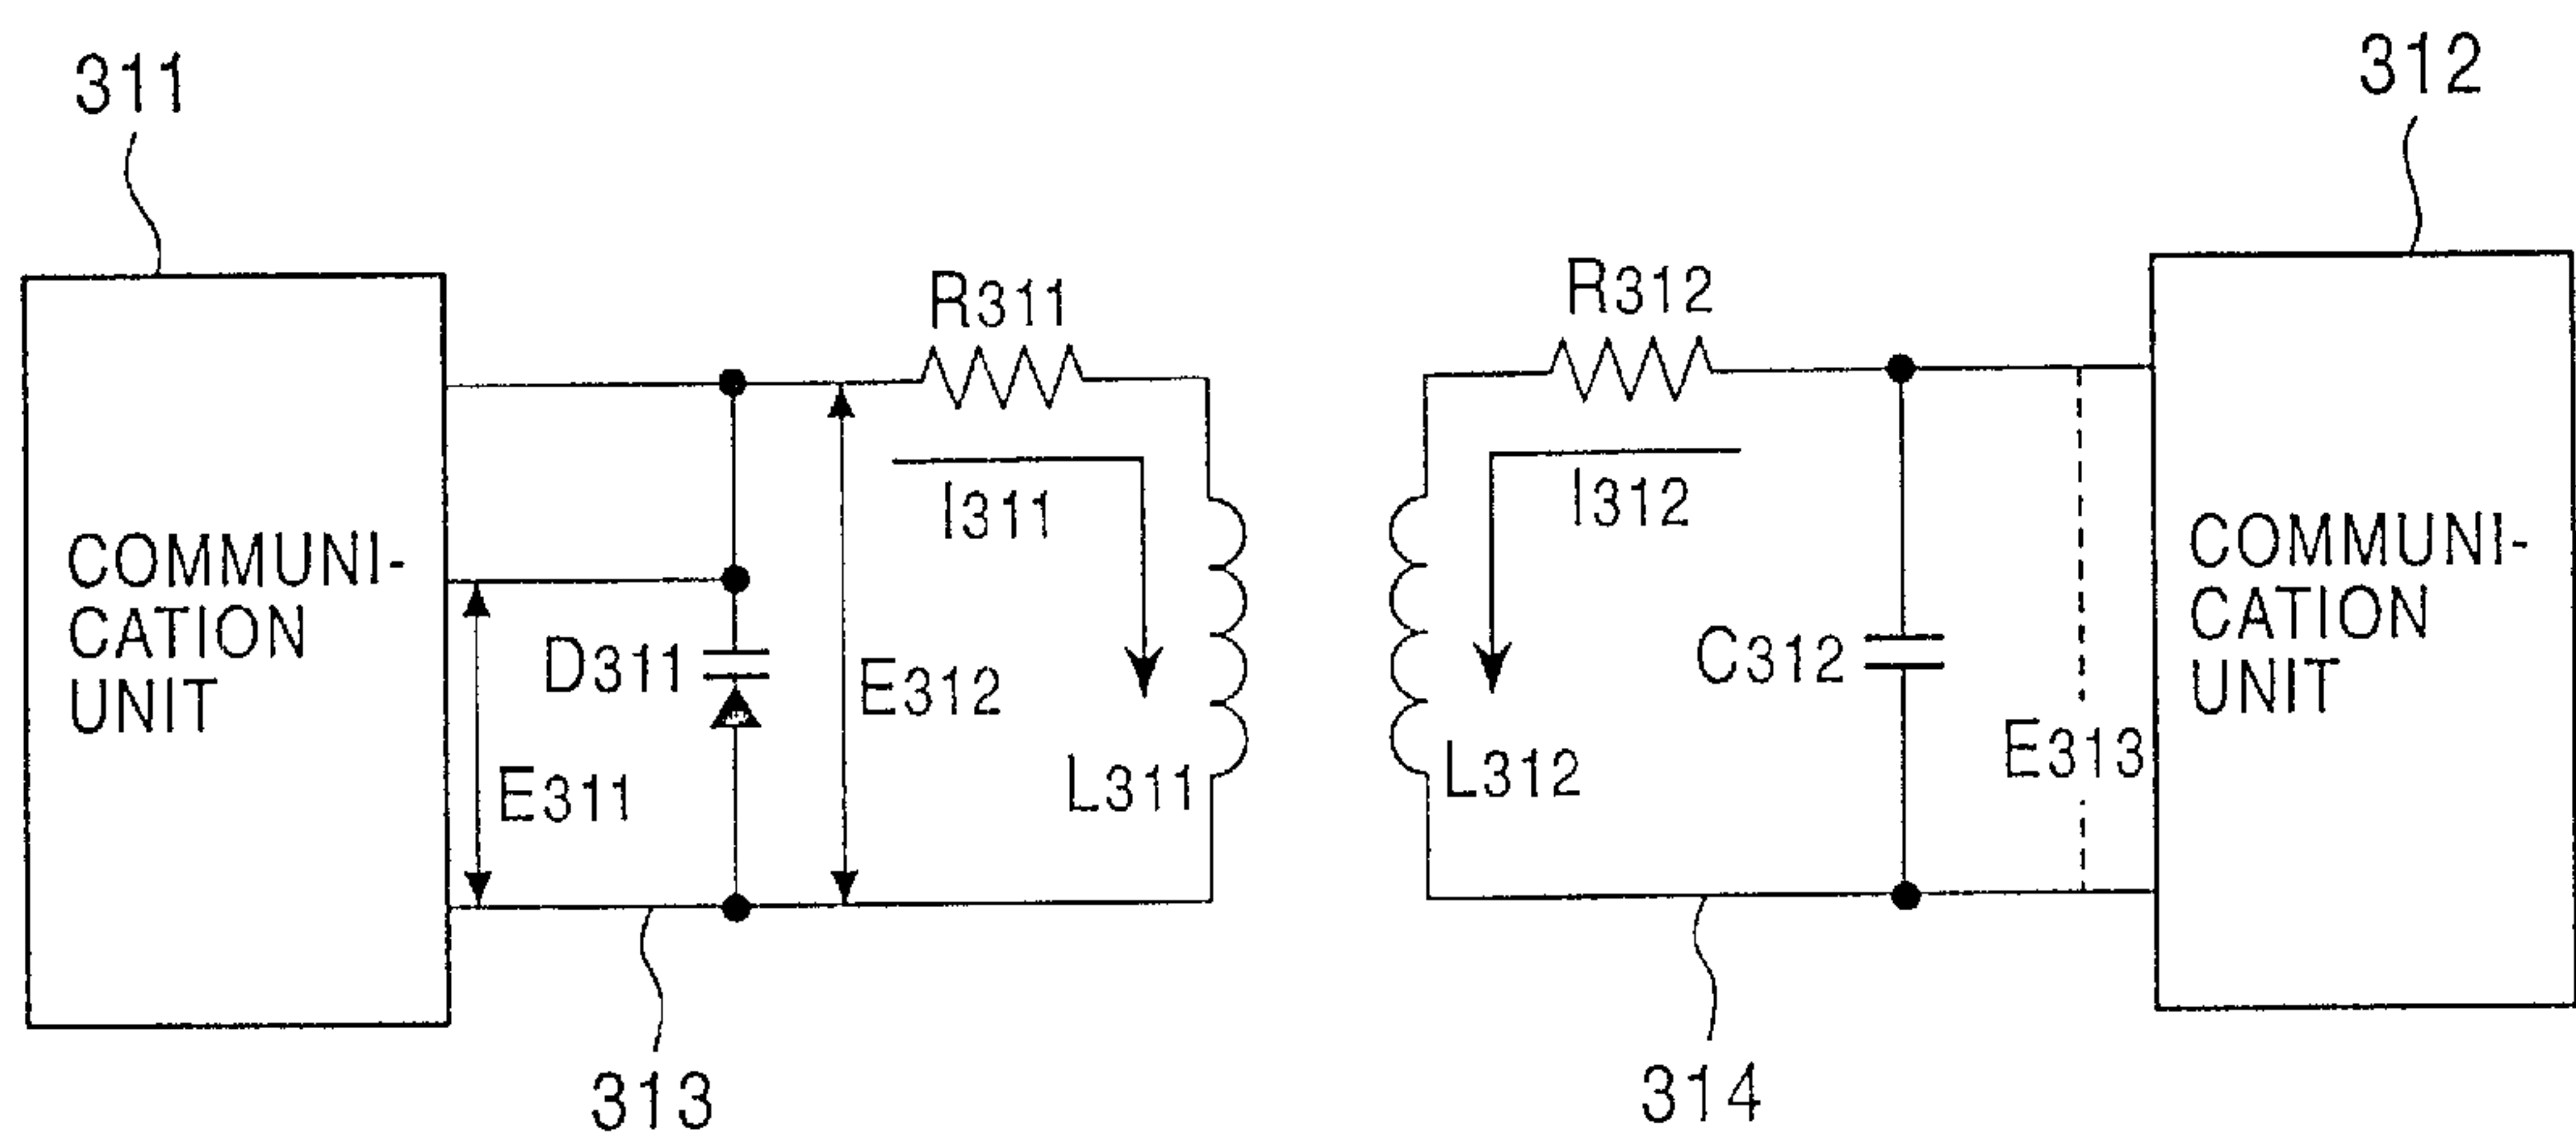 311
312
R311
R312
I311
I312
COMMUNI-
CATION
UNIT
D311
E312
C312
COMMUNI-
CATION
UNIT
E311
L311
L312
E313
313
314